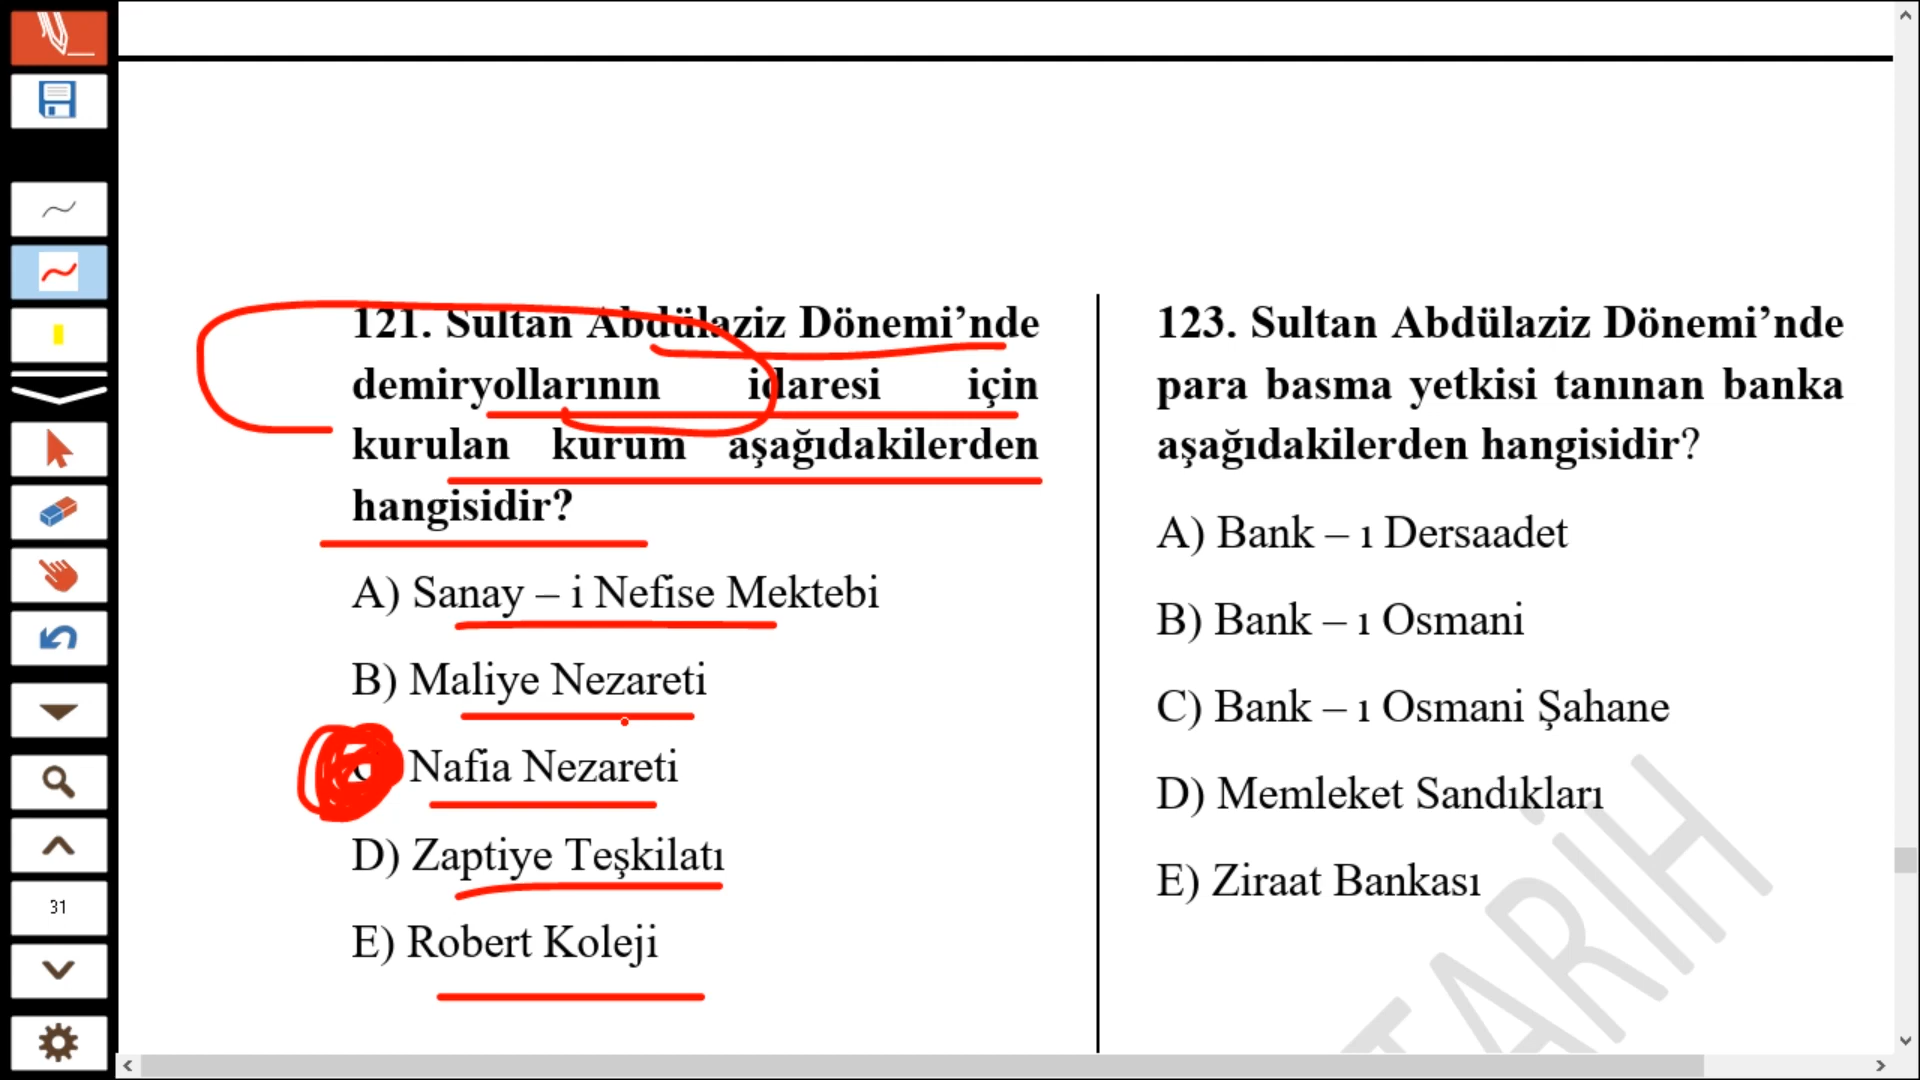 121. Sultan Abdülaziz Dönemi’nde
demiryollarının idaresi için
kurulan kurum aşağıdakilerden
hangisidir?
A) Sanay – i Nefise Mektebi
B) Maliye Nezareti
Nafia Nezareti
D) Zaptiye Teşkilatı
E) Robert Koleji
123. Sultan Abdülaziz Dönemi’nde
para basma yetkisi tanınan banka
aşağıdakilerden hangisidir?
A) Bank – ı Dersaadet
B) Bank – ı Osmani
C) Bank – ı Osmani Şahane
D) Memleket Sandıkları
E) Ziraat Bankası
TARİH
31